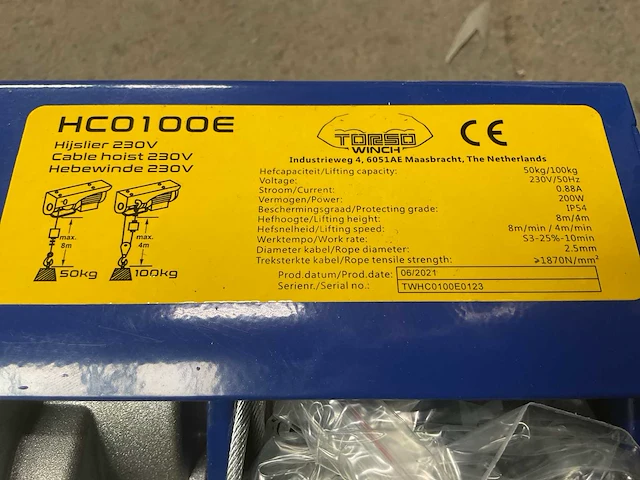 HC0100E
Hijslier 230V
Cable hoist 230V
Hebewinde 230V
max.
8m
50kg
max.
4m
100kg
TORSO
WINCH
CE
Industrieweg 4, 6051AE Maasbracht, The Netherlands
Hefcapaciteit/Lifting capacity: 50kg/100kg
Voltage: 230V/50Hz
Stroom/Current: 0.88A
Vermogen/Power: 200W
Beschermingsgraad/Protecting grade: IP54
Hefhoogte/Lifting height: 8m/4m
Hefsnelheid/Lifting speed: 8m/min / 4m/min
Werktempo/Work rate: S3-25%-10min
Diameter kabel/Rope diameter: 2.5mm
Treksterkte kabel/Rope tensile strength: ≥1870N/mm²
Prod.datum/Prod.date: 06/2021
Serienr./Serial no.: TWHC0100E0123